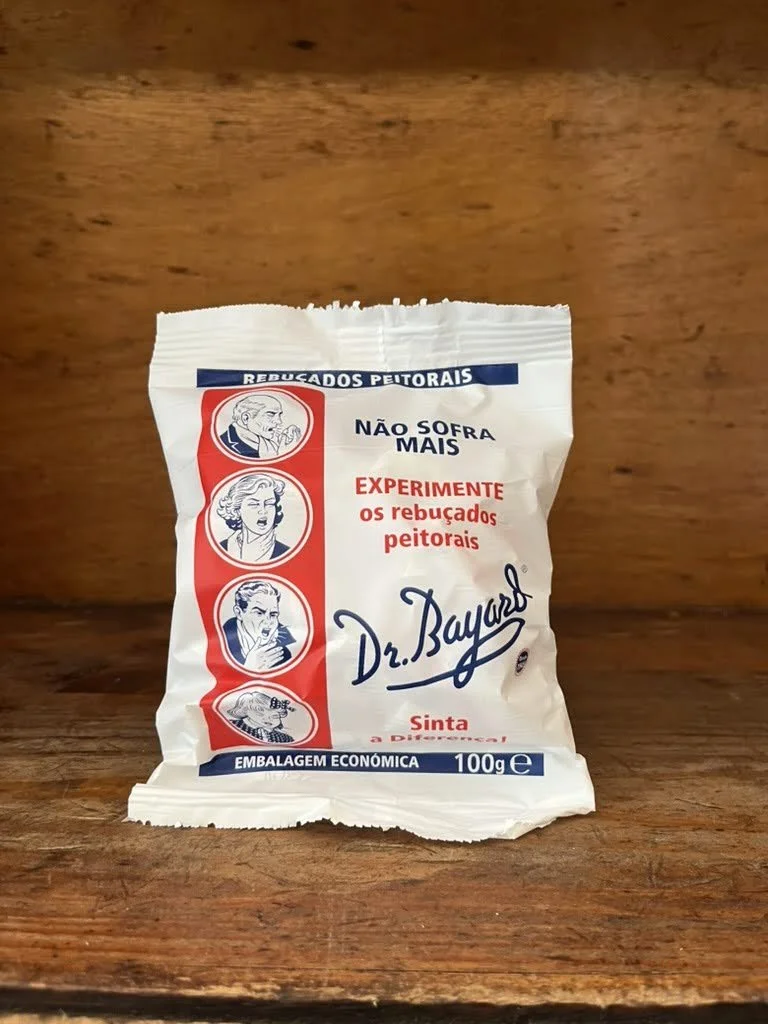 REBUÇADOS PEITORAIS
NÃO SOFRA
MAIS
EXPERIMENTE
os rebuçados
peitorais
Dr. Bayard
®
Sinta
a Diferença!
EMBALAGEM ECONÓMICA 100g ℮